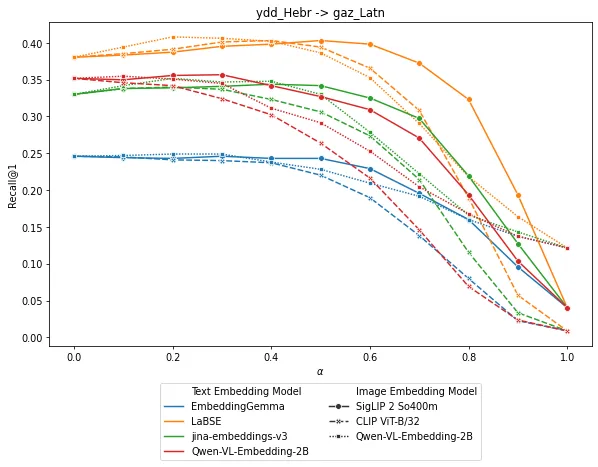 ydd_Hebr -> gaz_Latn
Recall@1
0.40
0.35
0.30
0.25
0.20
0.15
0.10
0.05
0.00
0.0 0.2 0.4 0.6 0.8 1.0
α
Text Embedding Model
EmbeddingGemma
LaBSE
jina-embeddings-v3
Qwen-VL-Embedding-2B
Image Embedding Model
SigLIP 2 So400m
CLIP ViT-B/32
Qwen-VL-Embedding-2B